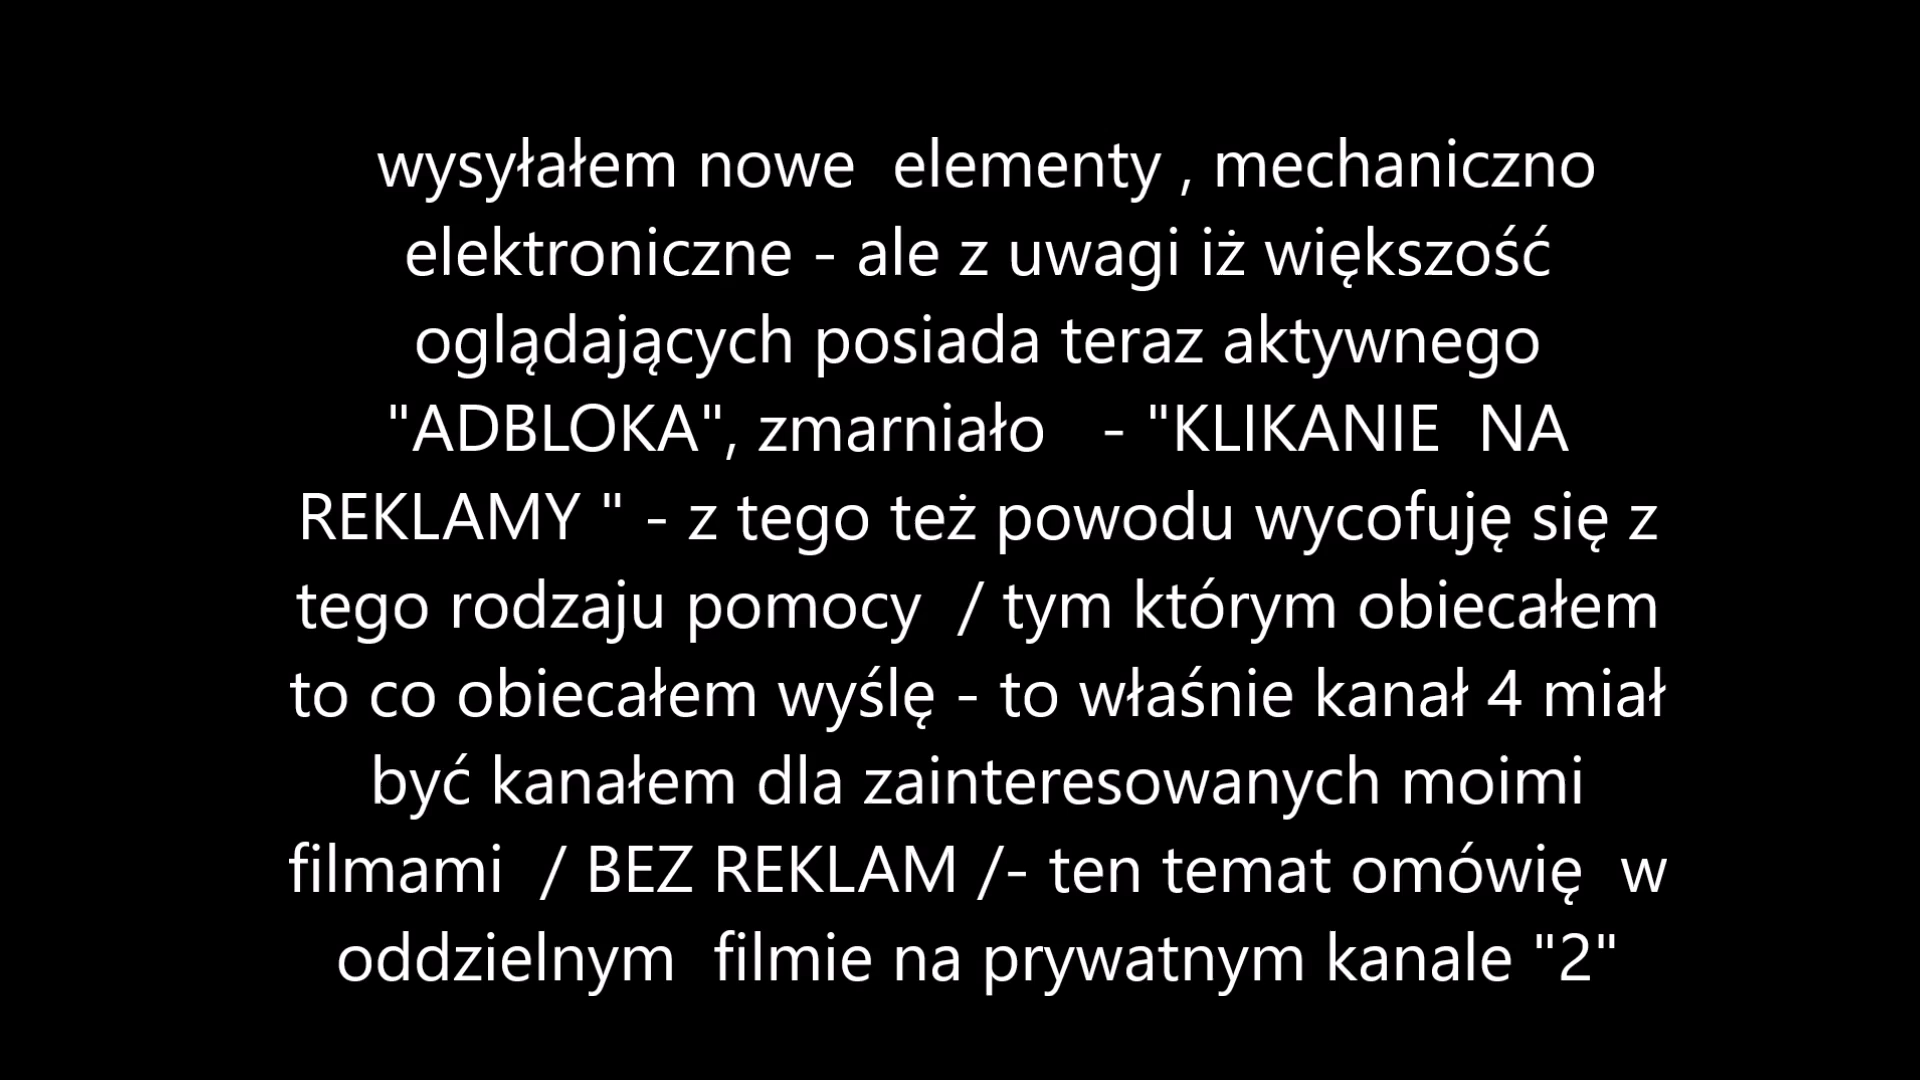 wysyłałem nowe  elementy , mechaniczno
elektroniczne - ale z uwagi iż większość
oglądających posiada teraz aktywnego
"ADBLOKA", zmarniało   - "KLIKANIE  NA
REKLAMY " - z tego też powodu wycofuję się z
tego rodzaju pomocy  / tym którym obiecałem
to co obiecałem wyślę - to właśnie kanał 4 miał
być kanałem dla zainteresowanych moimi
filmami  / BEZ REKLAM /- ten temat omówię  w
oddzielnym  filmie na prywatnym kanale "2"